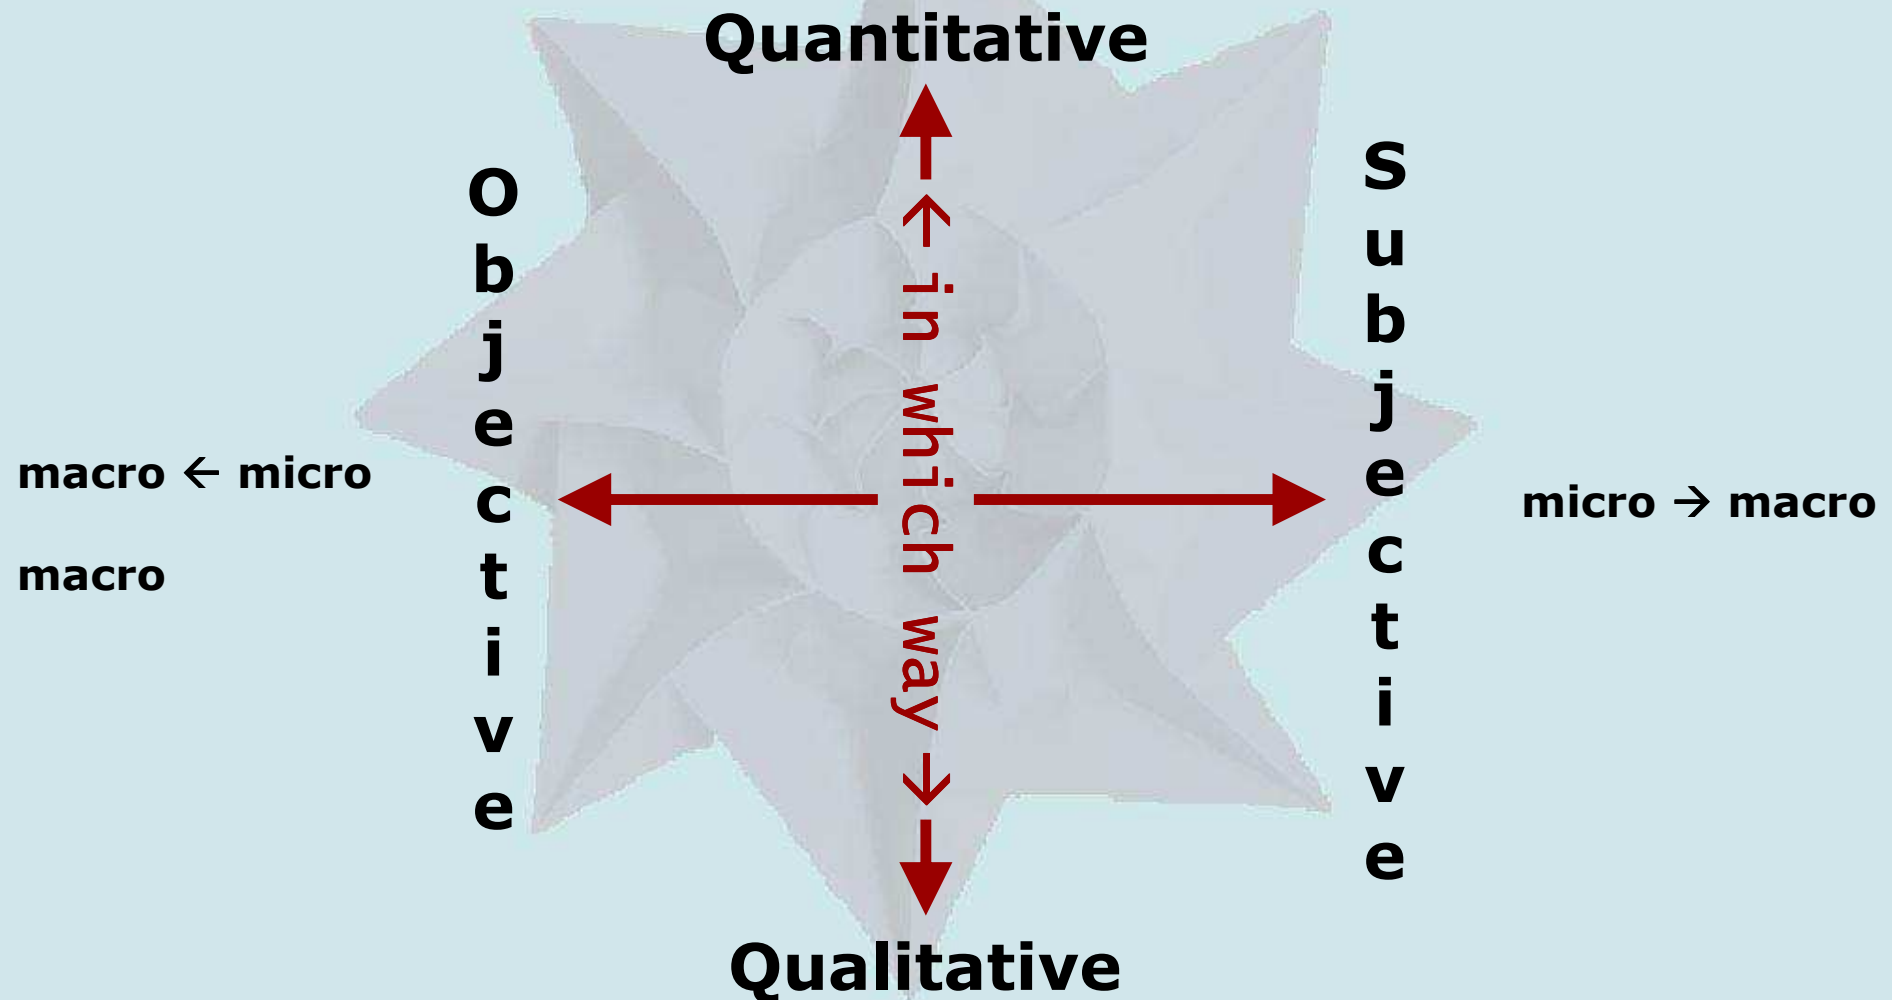 Quantitative
Objective
Subjective
← in which way →
macro ← micro
macro
micro → macro
Qualitative